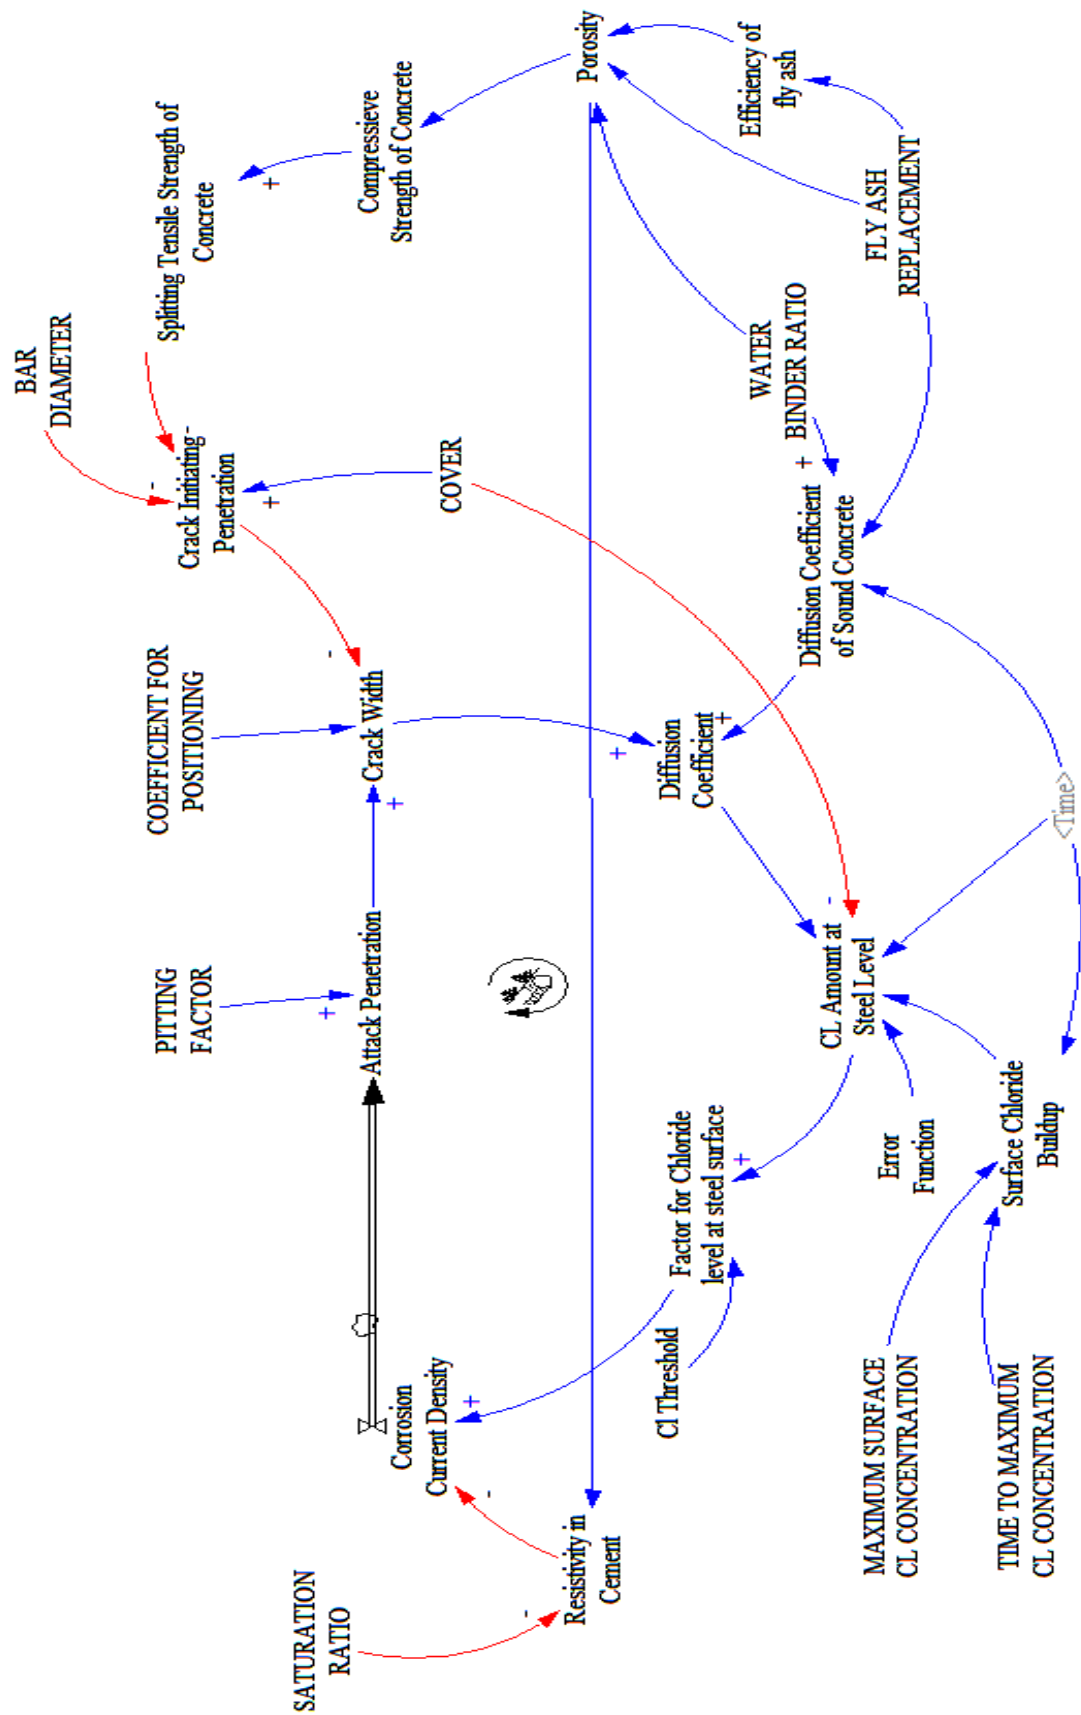 SATURATION
RATIO
PITTING
FACTOR
COEFFICIENT FOR
POSITIONING
BAR
DIAMETER
Splitting Tensile Strength of
Concrete
Crack Initiating -
Penetration
-
+
+
Corrosion
Current Density
Attack Penetration
+
Crack Width
+
-
COVER
Compressieve
Strength of Concrete
-
+
-
Resistivity in
Cement
Porosity
Cl Threshold
Factor for Chloride
level at steel surface
+
+
Diffusion
Coefficient
+
WATER
BINDER RATIO
+
Efficiency of
fly ash
CL Amount at
Steel Level
-
Diffusion Coefficient
of Sound Concrete
FLY ASH
REPLACEMENT
MAXIMUM SURFACE
CL CONCENTRATION
Error
Function
TIME TO MAXIMUM
CL CONCENTRATION
Surface Chloride
Buildup
<Time>